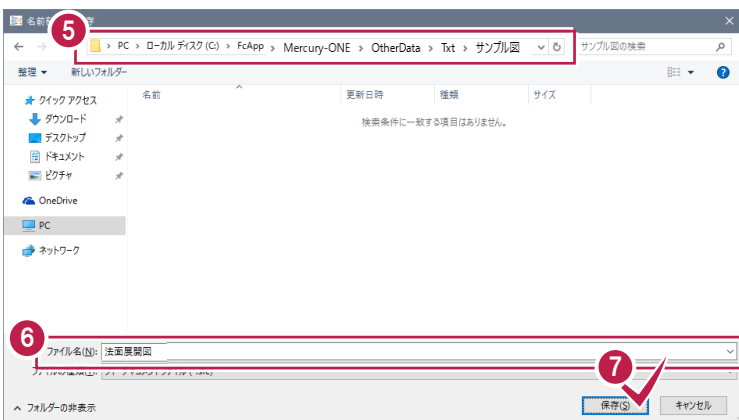 名前
5
PC › ローカル ディスク (C:) › FcApp › Mercury-ONE › OtherData › Txt › サンプル図
サンプル図の検索
整理 新しいフォルダー
名前 更新日時 種類 サイズ
検索条件に一致する項目はありません。
クイック アクセス
ダウンロード
デスクトップ
ドキュメント
ピクチャ
OneDrive
PC
ネットワーク
6
ファイル名(N): 法面展開図
7
フォルダーの非表示
保存(S) キャンセル